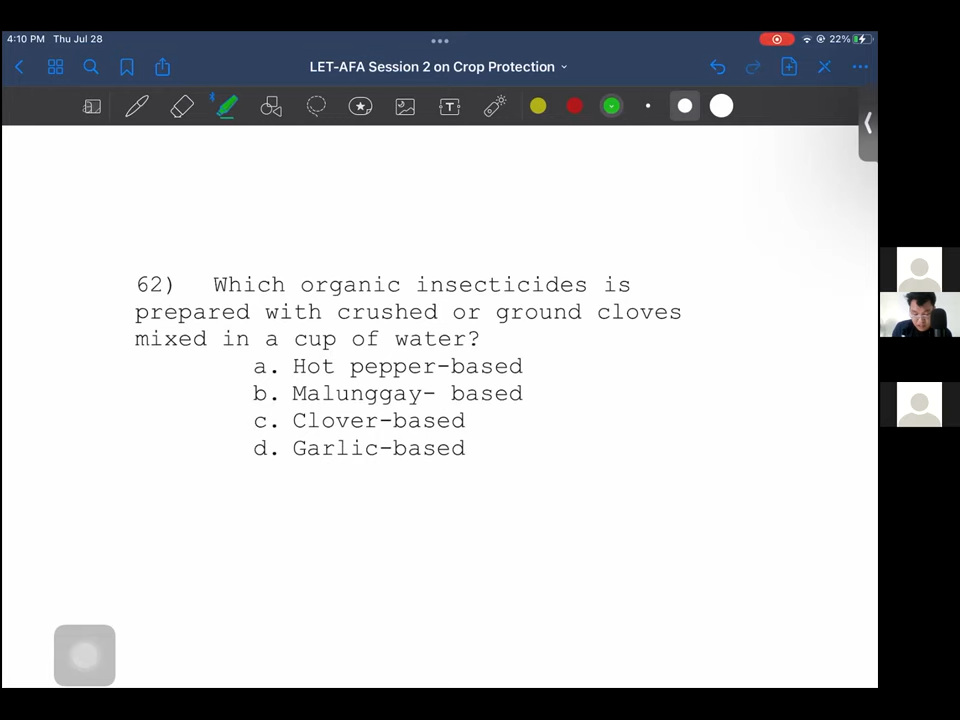 4:10 PM Thu Jul 28
22%
LET-AFA Session 2 on Crop Protection
T
62) Which organic insecticides is
prepared with crushed or ground cloves
mixed in a cup of water?
a. Hot pepper-based
b. Malunggay- based
c. Clover-based
d. Garlic-based